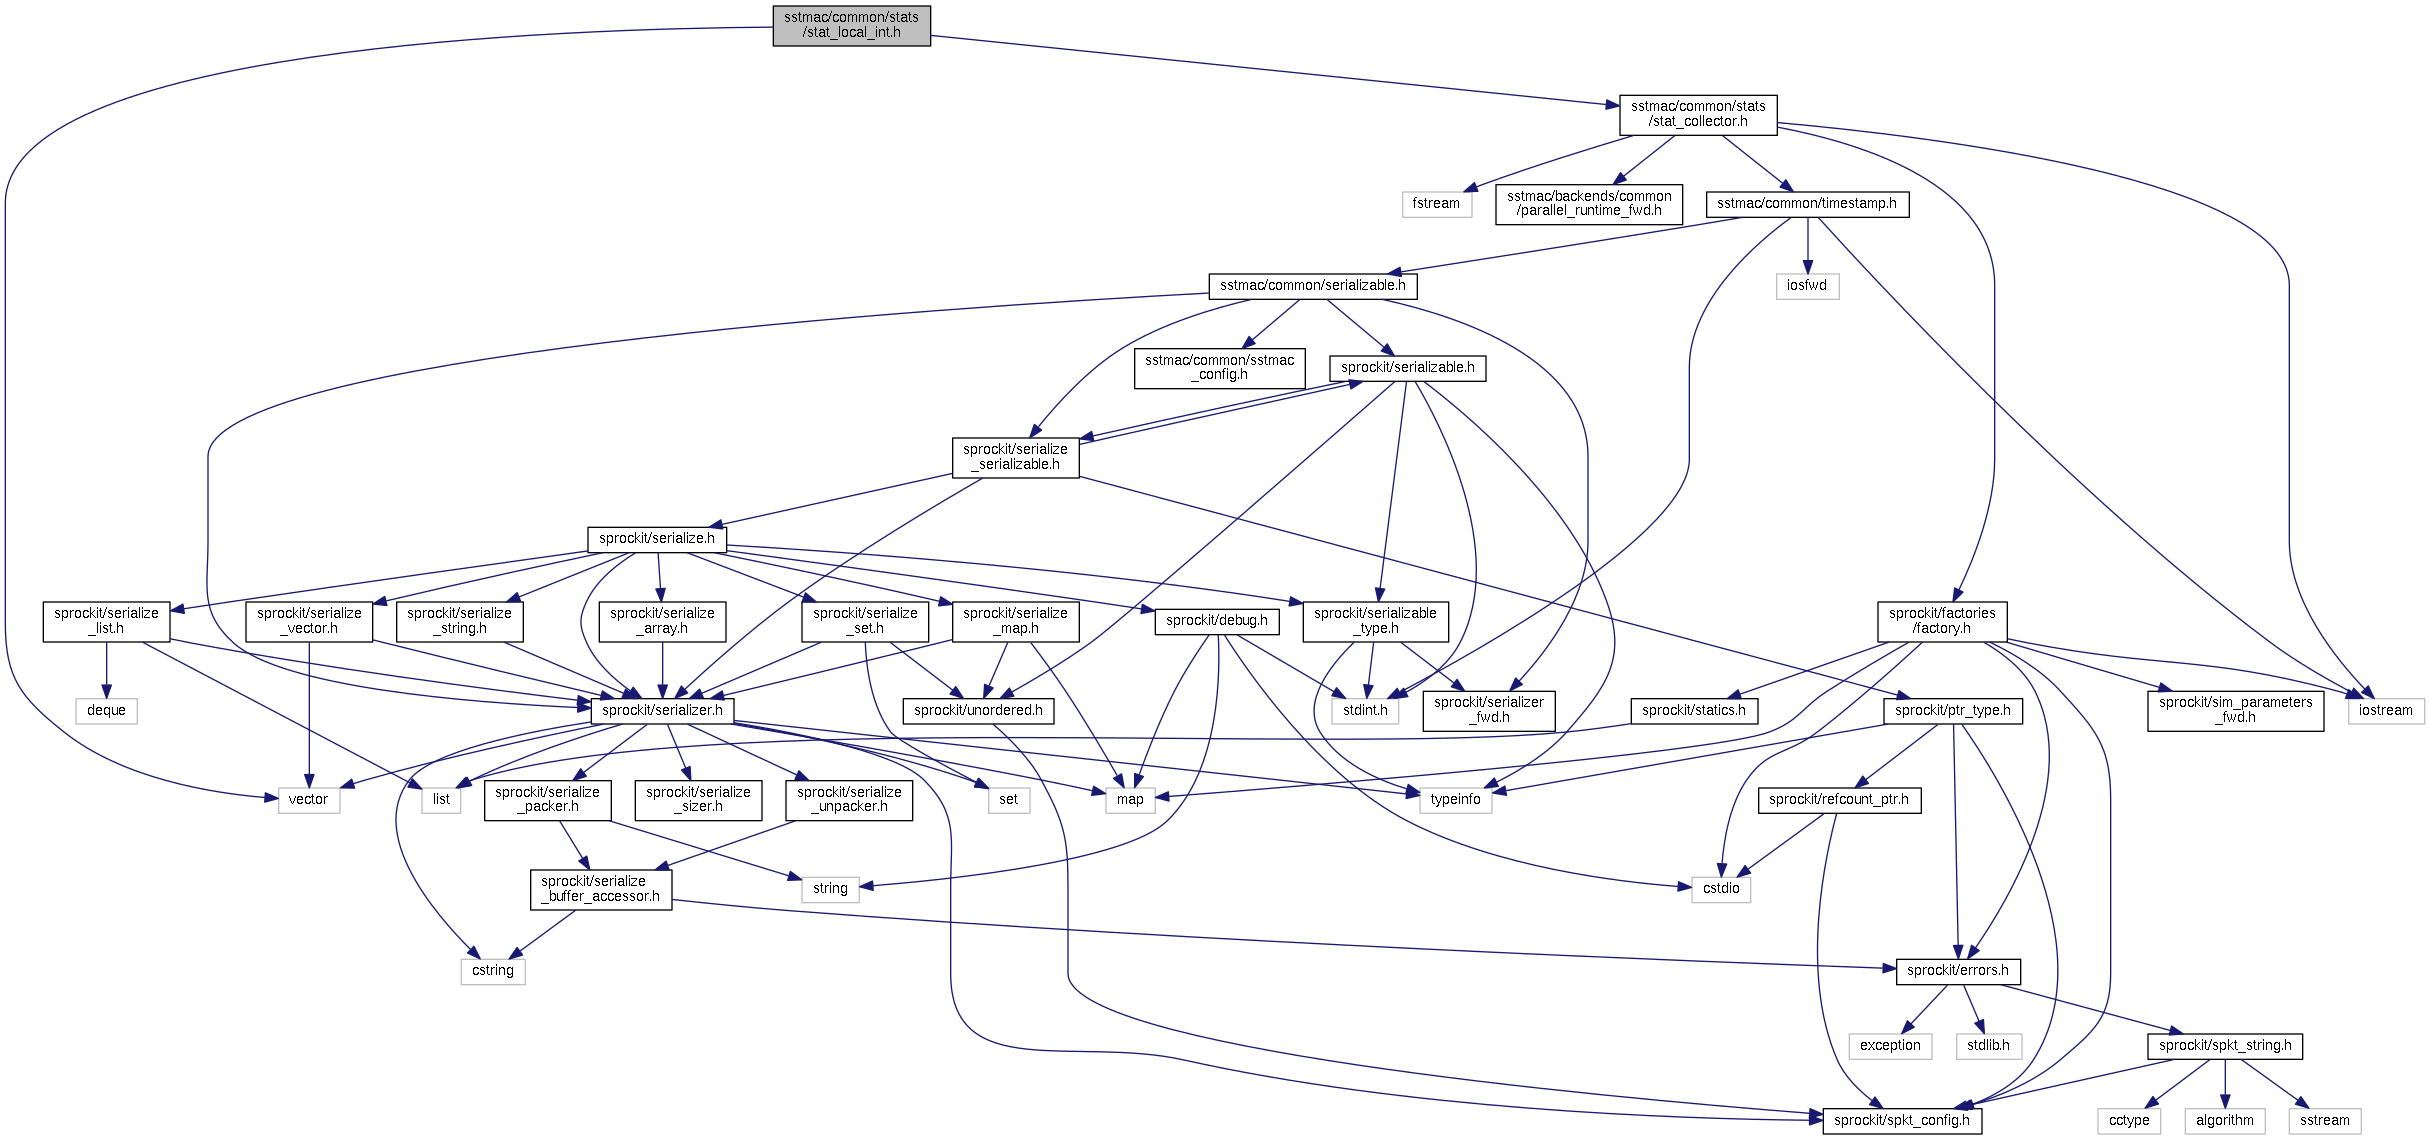 sstmac/common/stats
/stat_local_int.h
sstmac/common/stats
/stat_collector.h
fstream
sstmac/backends/common
/parallel_runtime_fwd.h
sstmac/common/timestamp.h
sstmac/common/serializable.h
iosfwd
sstmac/common/sstmac
_config.h
sprockit/serializable.h
sprockit/serialize
_serializable.h
sprockit/serialize.h
sprockit/serialize
_list.h
sprockit/serialize
_vector.h
sprockit/serialize
_string.h
sprockit/serialize
_array.h
sprockit/serialize
_set.h
sprockit/serialize
_map.h
sprockit/debug.h
sprockit/serializable
_type.h
sprockit/factories
/factory.h
deque
sprockit/serializer.h
sprockit/unordered.h
stdint.h
sprockit/serializer
_fwd.h
sprockit/statics.h
sprockit/ptr_type.h
sprockit/sim_parameters
_fwd.h
iostream
vector
list
sprockit/serialize
_packer.h
sprockit/serialize
_sizer.h
sprockit/serialize
_unpacker.h
set
map
typeinfo
sprockit/refcount_ptr.h
sprockit/serialize
_buffer_accessor.h
string
cstdio
cstring
sprockit/errors.h
exception
stdlib.h
sprockit/spkt_string.h
sprockit/spkt_config.h
cctype
algorithm
sstream